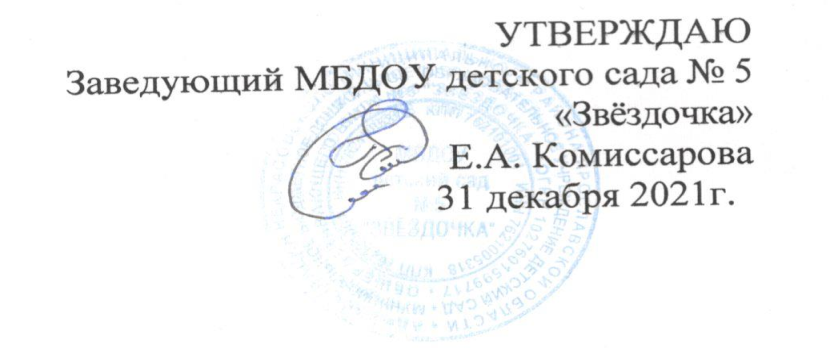 УТВЕРЖДАЮ
Заведующий МБДОУ детского сада № 5
«Звёздочка»
Е.А. Комиссарова
31 декабря 2021г.